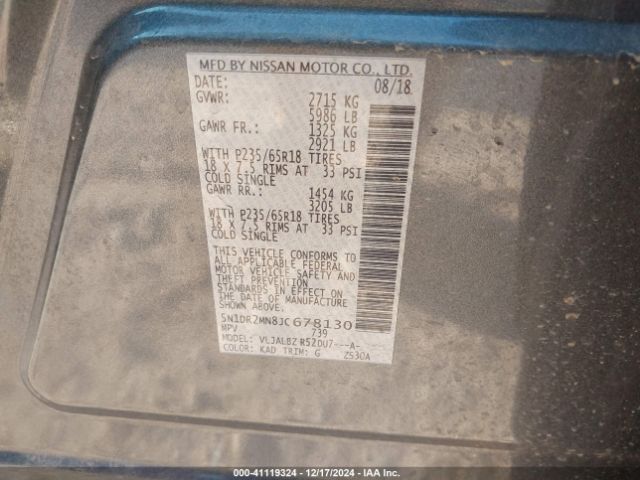 MFD BY NISSAN MOTOR CO., LTD.
DATE: 08/18
GVWR: 2715 KG
5986 LB
GAWR FR.: 1325 KG
2921 LB
WITH P235/65R18 TIRES
18 X 7.5 RIMS AT 33 PSI
COLD SINGLE
GAWR RR.: 1454 KG
3205 LB
WITH P235/65R18 TIRES
18 X 7.5 RIMS AT 33 PSI
COLD SINGLE
THIS VEHICLE CONFORMS TO
ALL APPLICABLE FEDERAL
MOTOR VEHICLE SAFETY AND
THEFT PREVENTION
STANDARDS IN EFFECT ON
THE DATE OF MANUFACTURE
SHOWN ABOVE.
5N1DR2MN8JC678130
MPV 739
MODEL: VLJALBZ R52DU7---A-
COLOR: KAD TRIM: G ZS30A
000-41119324 | 12/17/2024 | IAA Inc.